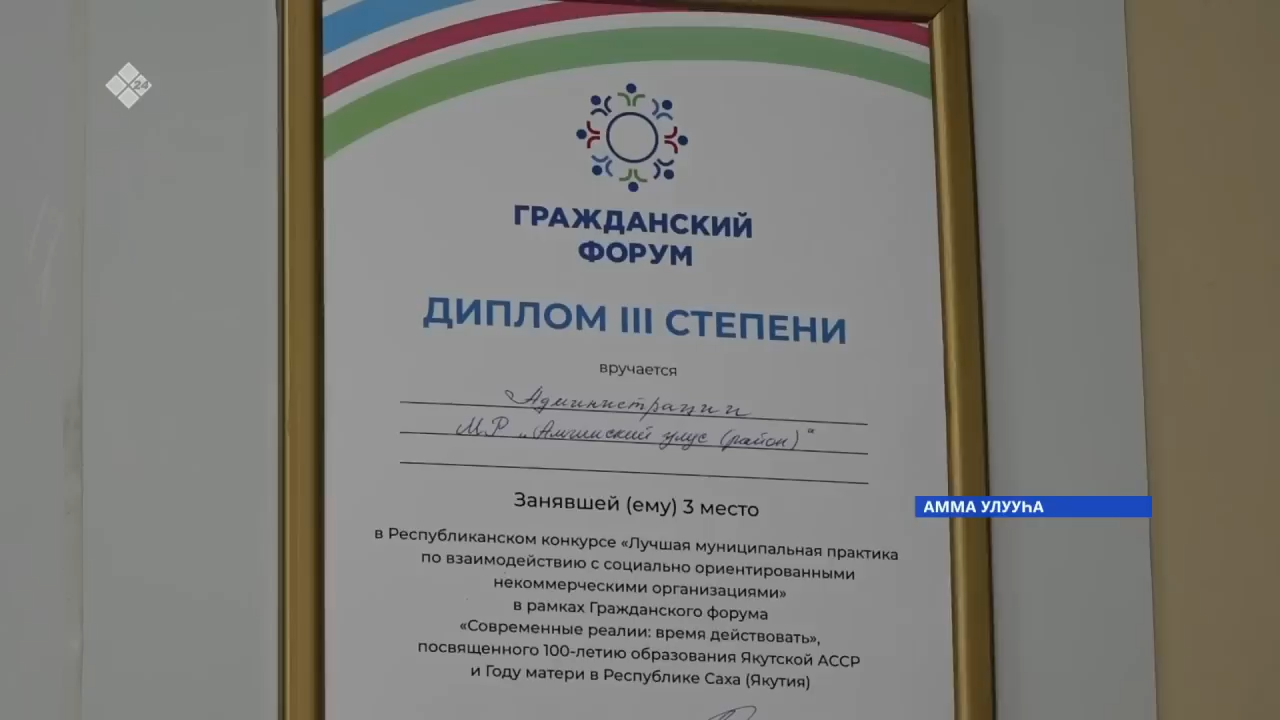 24
ГРАЖДАНСКИЙ
ФОРУМ
ДИПЛОМ III СТЕПЕНИ
вручается
Администрации
МР „Амгинский улус (район)“
Занявшей (ему) 3 место
в Республиканском конкурсе «Лучшая муниципальная практика
по взаимодействию с социально ориентированными
некоммерческими организациями»
в рамках Гражданского форума
«Современные реалии: время действовать»,
посвященного 100-летию образования Якутской АССР
и Году матери в Республике Саха (Якутия)
АММА УЛУУҺА